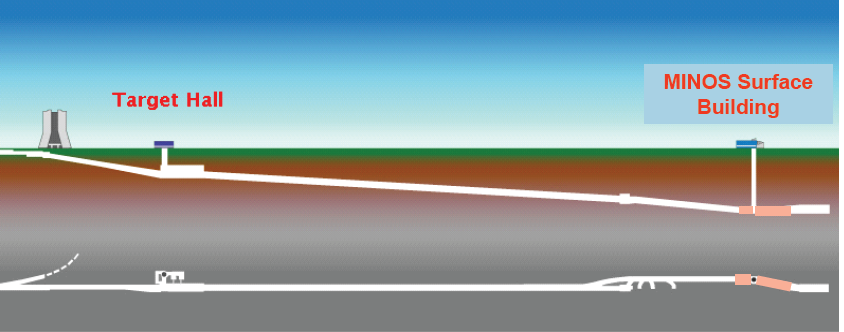 Target Hall
MINOS Surface
Building